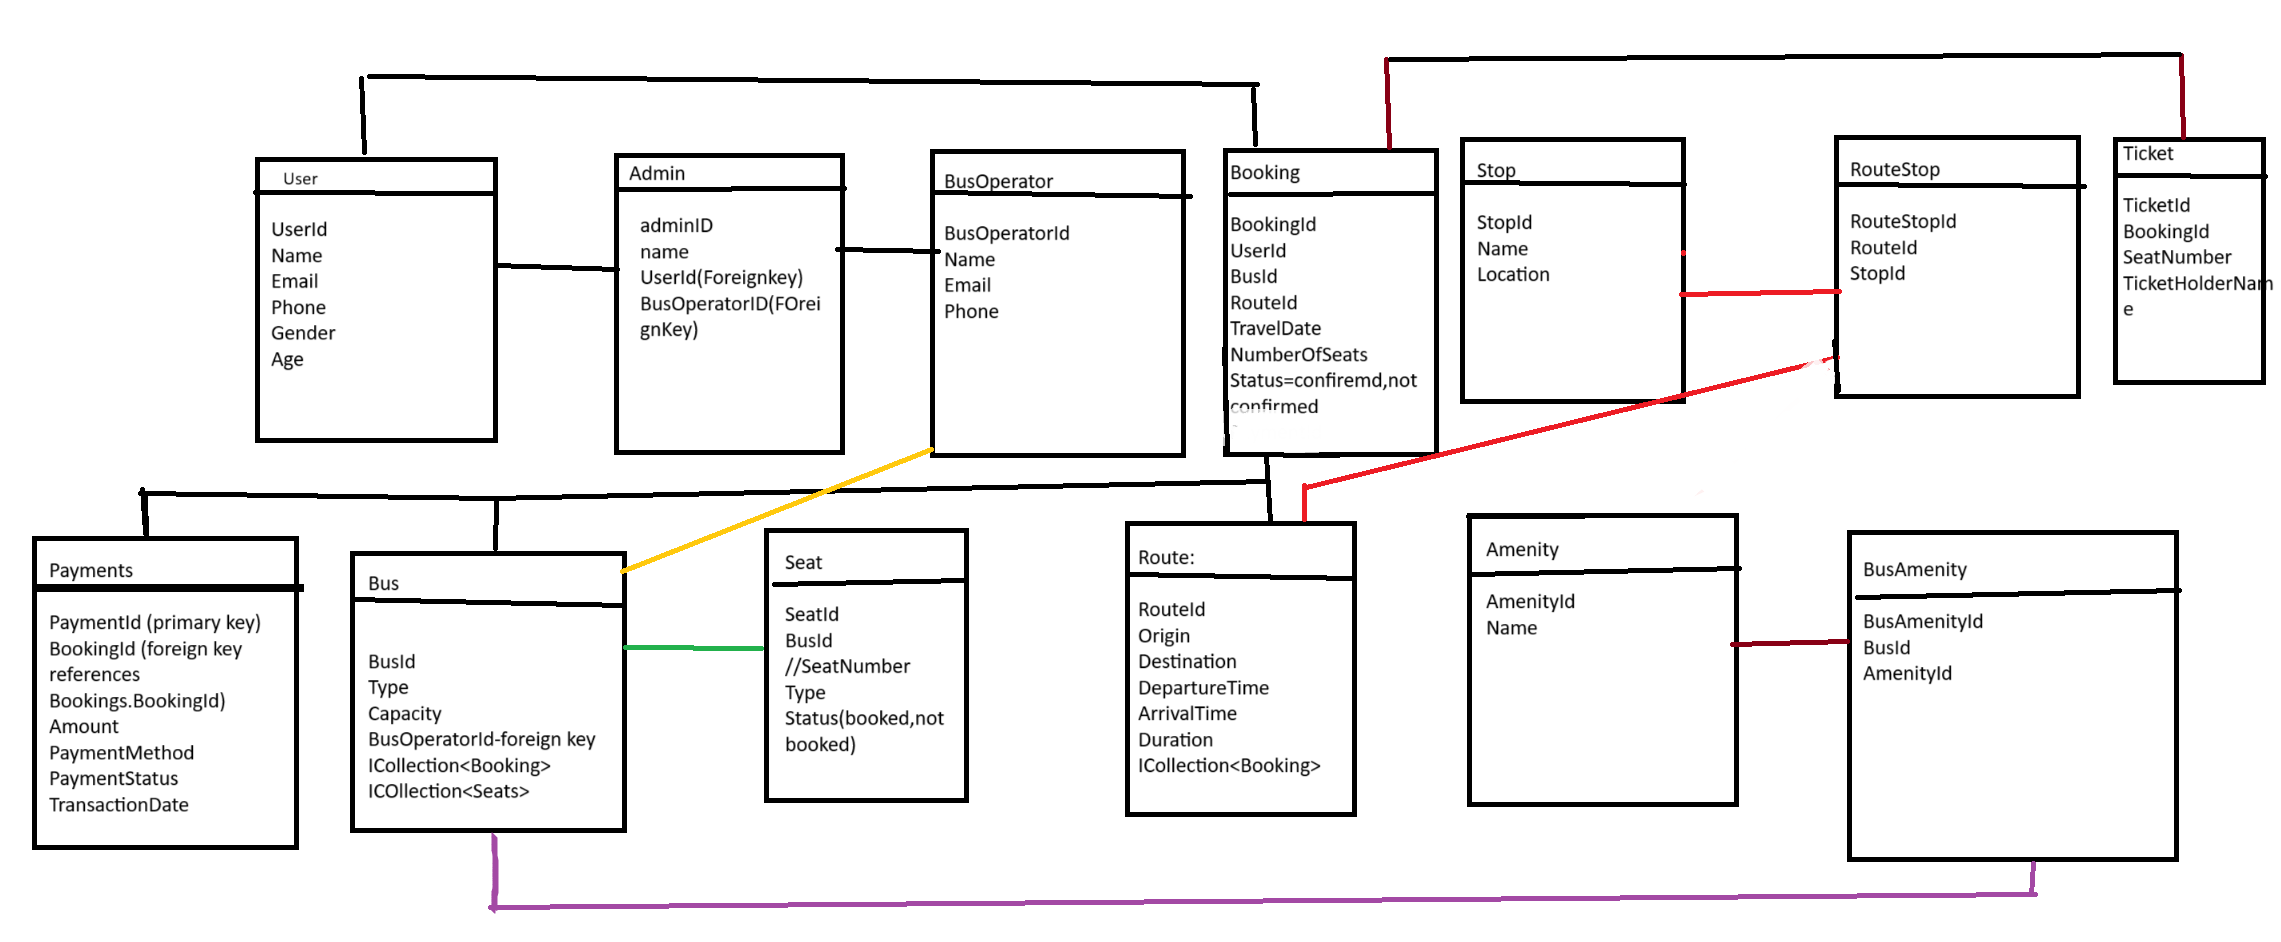 User
UserId
Name
Email
Phone
Gender
Age
Admin
adminID
name
UserId(Foreignkey)
BusOperatorID(FOrei
gnKey)
BusOperator
BusOperatorId
Name
Email
Phone
Booking
BookingId
UserId
BusId
RouteId
TravelDate
NumberOfSeats
Status=confiremd,not
confirmed
Stop
StopId
Name
Location
RouteStop
RouteStopId
RouteId
StopId
Ticket
TicketId
BookingId
SeatNumber
TicketHolderNam
e
Payments
PaymentId (primary key)
BookingId (foreign key
references
Bookings.BookingId)
Amount
PaymentMethod
PaymentStatus
TransactionDate
Bus
BusId
Type
Capacity
BusOperatorId-foreign key
ICollection<Booking>
ICOllection<Seats>
Seat
SeatId
BusId
//SeatNumber
Type
Status(booked,not
booked)
Route:
RouteId
Origin
Destination
DepartureTime
ArrivalTime
Duration
ICollection<Booking>
Amenity
AmenityId
Name
BusAmenity
BusAmenityId
BusId
AmenityId